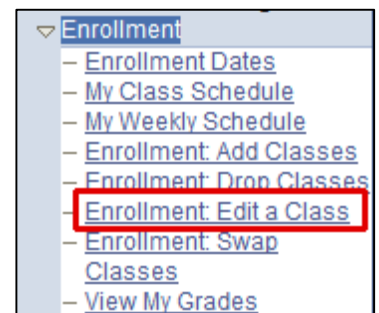 Enrollment
– Enrollment Dates
– My Class Schedule
– My Weekly Schedule
– Enrollment: Add Classes
– Enrollment: Drop Classes
– Enrollment: Edit a Class
– Enrollment: Swap
Classes
– View My Grades